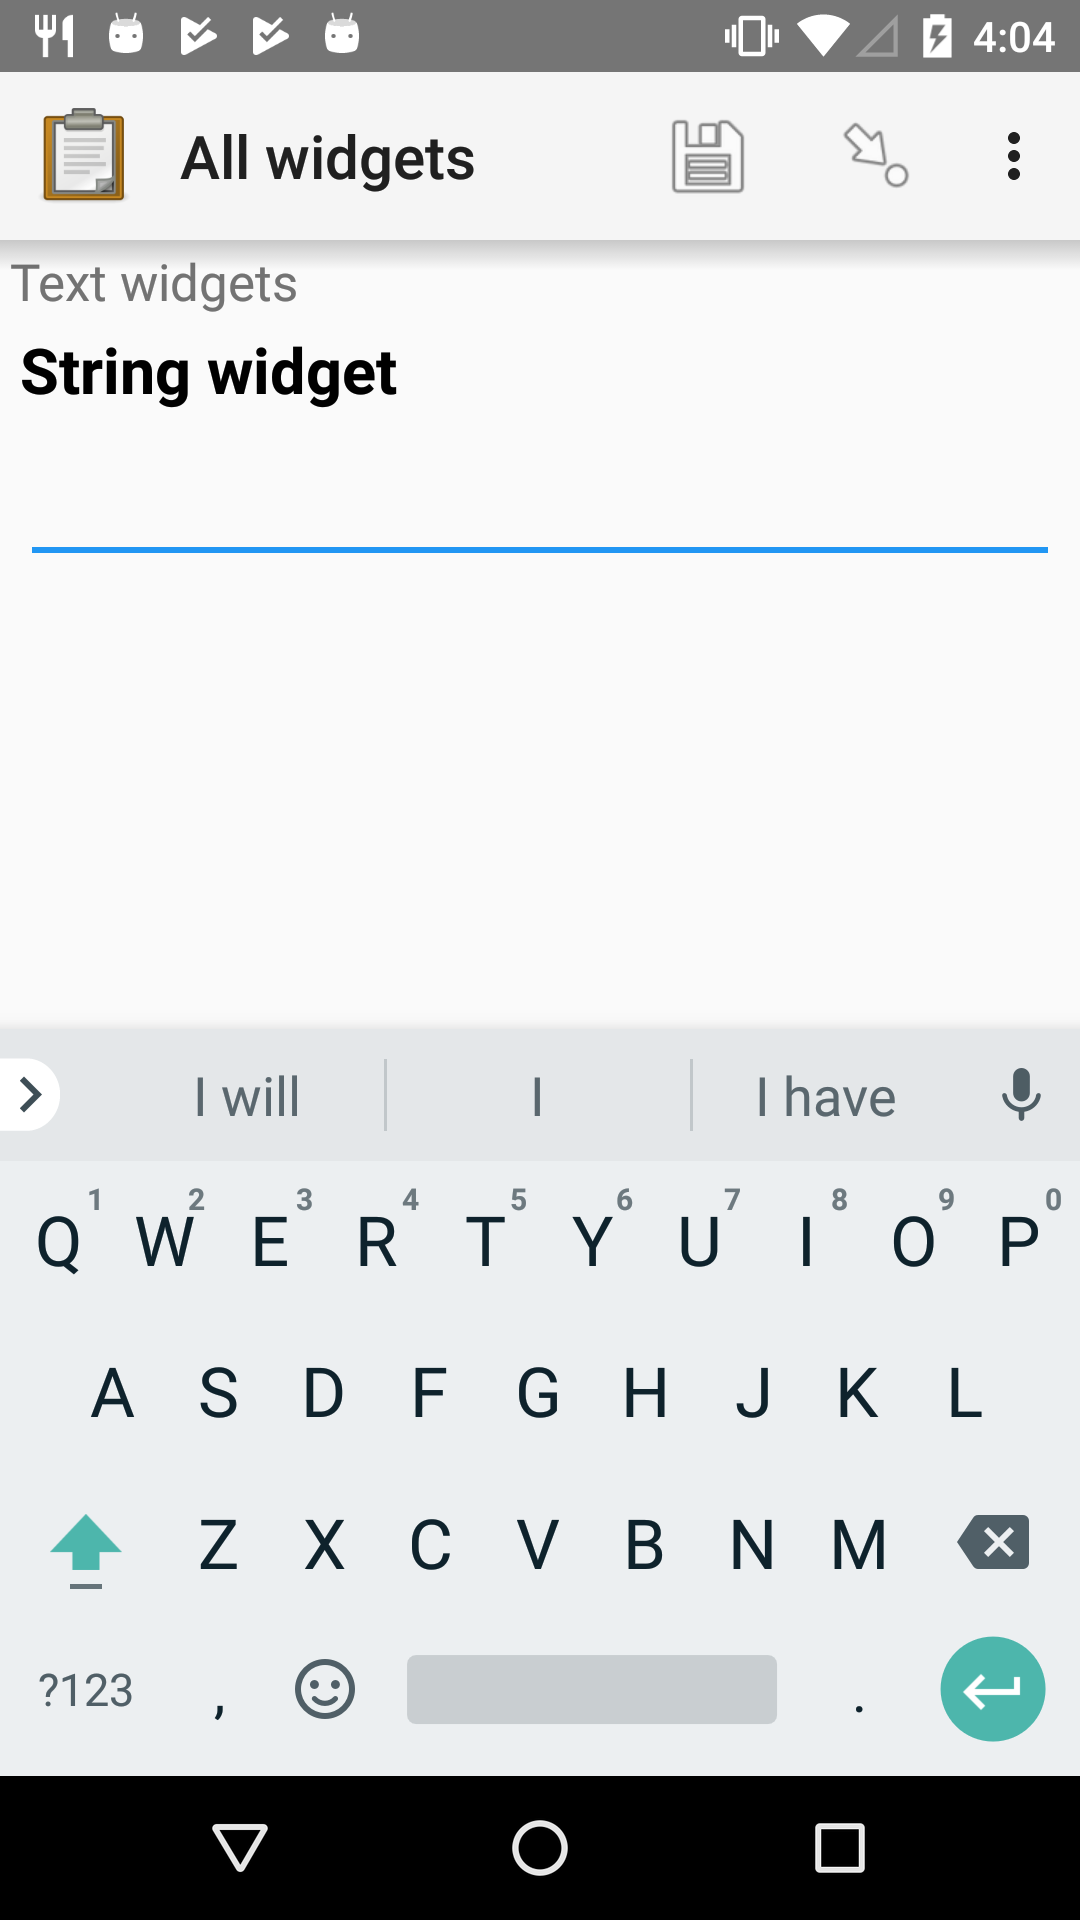 4:04
All widgets
Text widgets
String widget
I will I I have
1 2 3 4 5 6 7 8 9 0
Q W E R T Y U I O P
A S D F G H J K L
Z X C V B N M
?123 , .